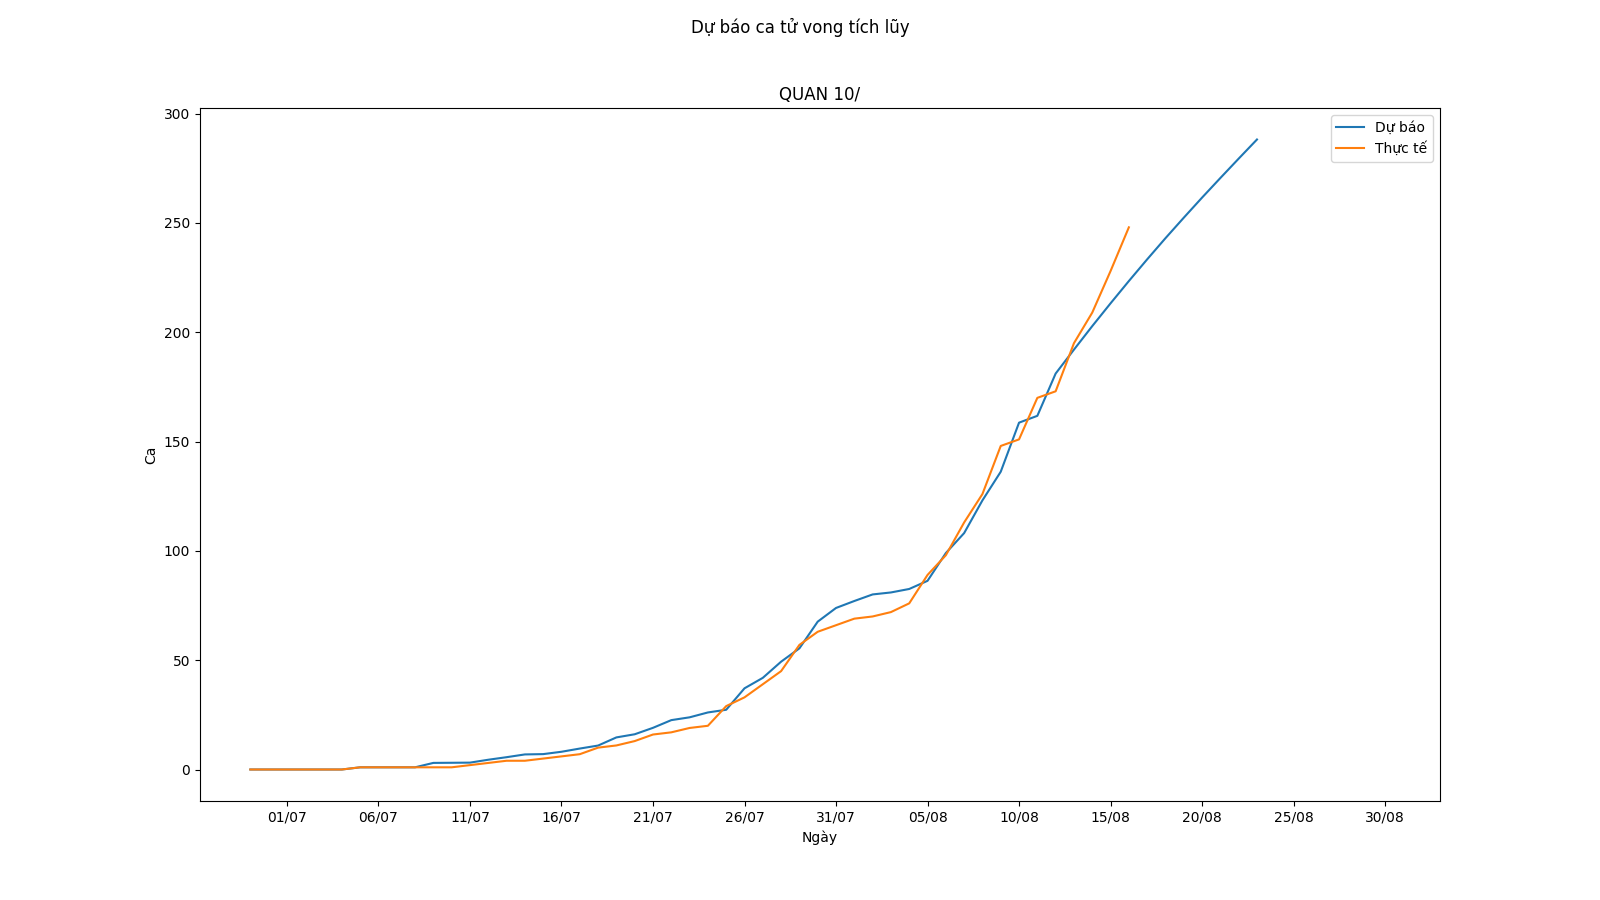 Dự báo ca tử vong tích lũy
QUAN 10/
300
250
200
150
100
50
0
Ca
Dự báo
Thực tế
01/07 06/07 11/07 16/07 21/07 26/07 31/07 05/08 10/08 15/08 20/08 25/08 30/08
Ngày